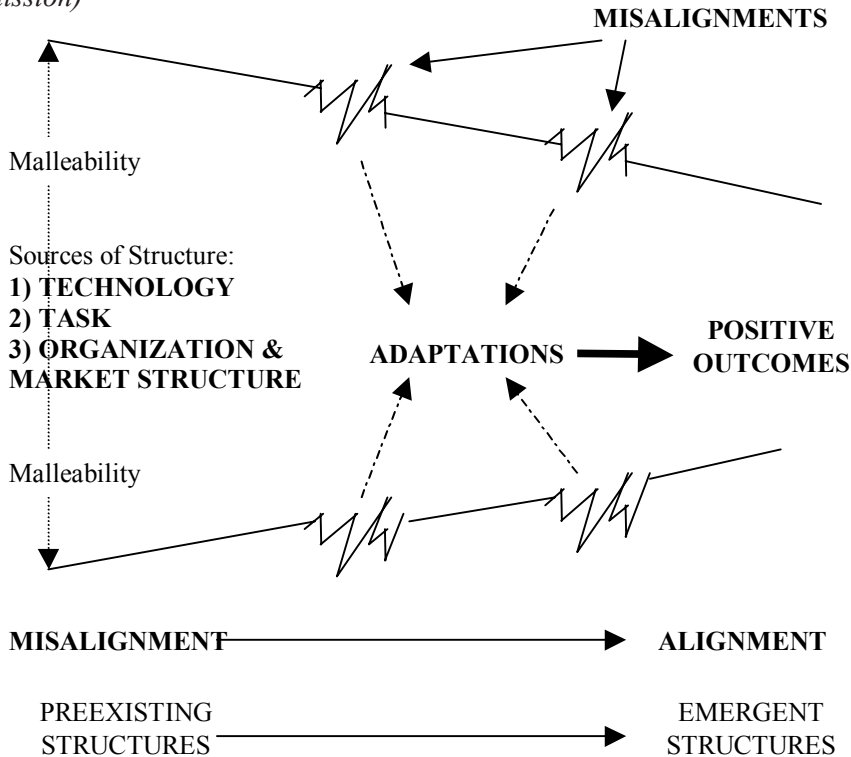 MISALIGNMENTS
Malleability
Sources of Structure:
1) TECHNOLOGY
2) TASK
3) ORGANIZATION &
MARKET STRUCTURE
ADAPTATIONS
POSITIVE
OUTCOMES
Malleability
MISALIGNMENT
ALIGNMENT
PREEXISTING
STRUCTURES
EMERGENT
STRUCTURES